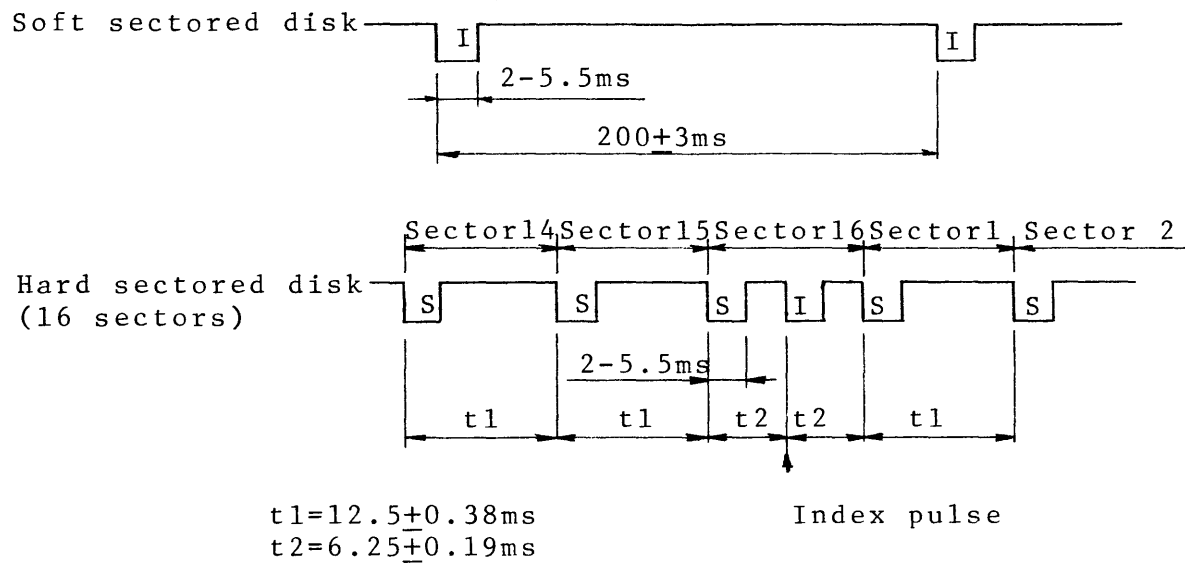 Soft sectored disk
I
I
2-5.5ms
200±3ms
Sector14 Sector15 Sector16 Sector1 Sector 2
Hard sectored disk
(16 sectors)
S
S
S
I
S
S
2-5.5ms
t1
t1
t2
t2
t1
t1=12.5±0.38ms
t2=6.25±0.19ms
Index pulse